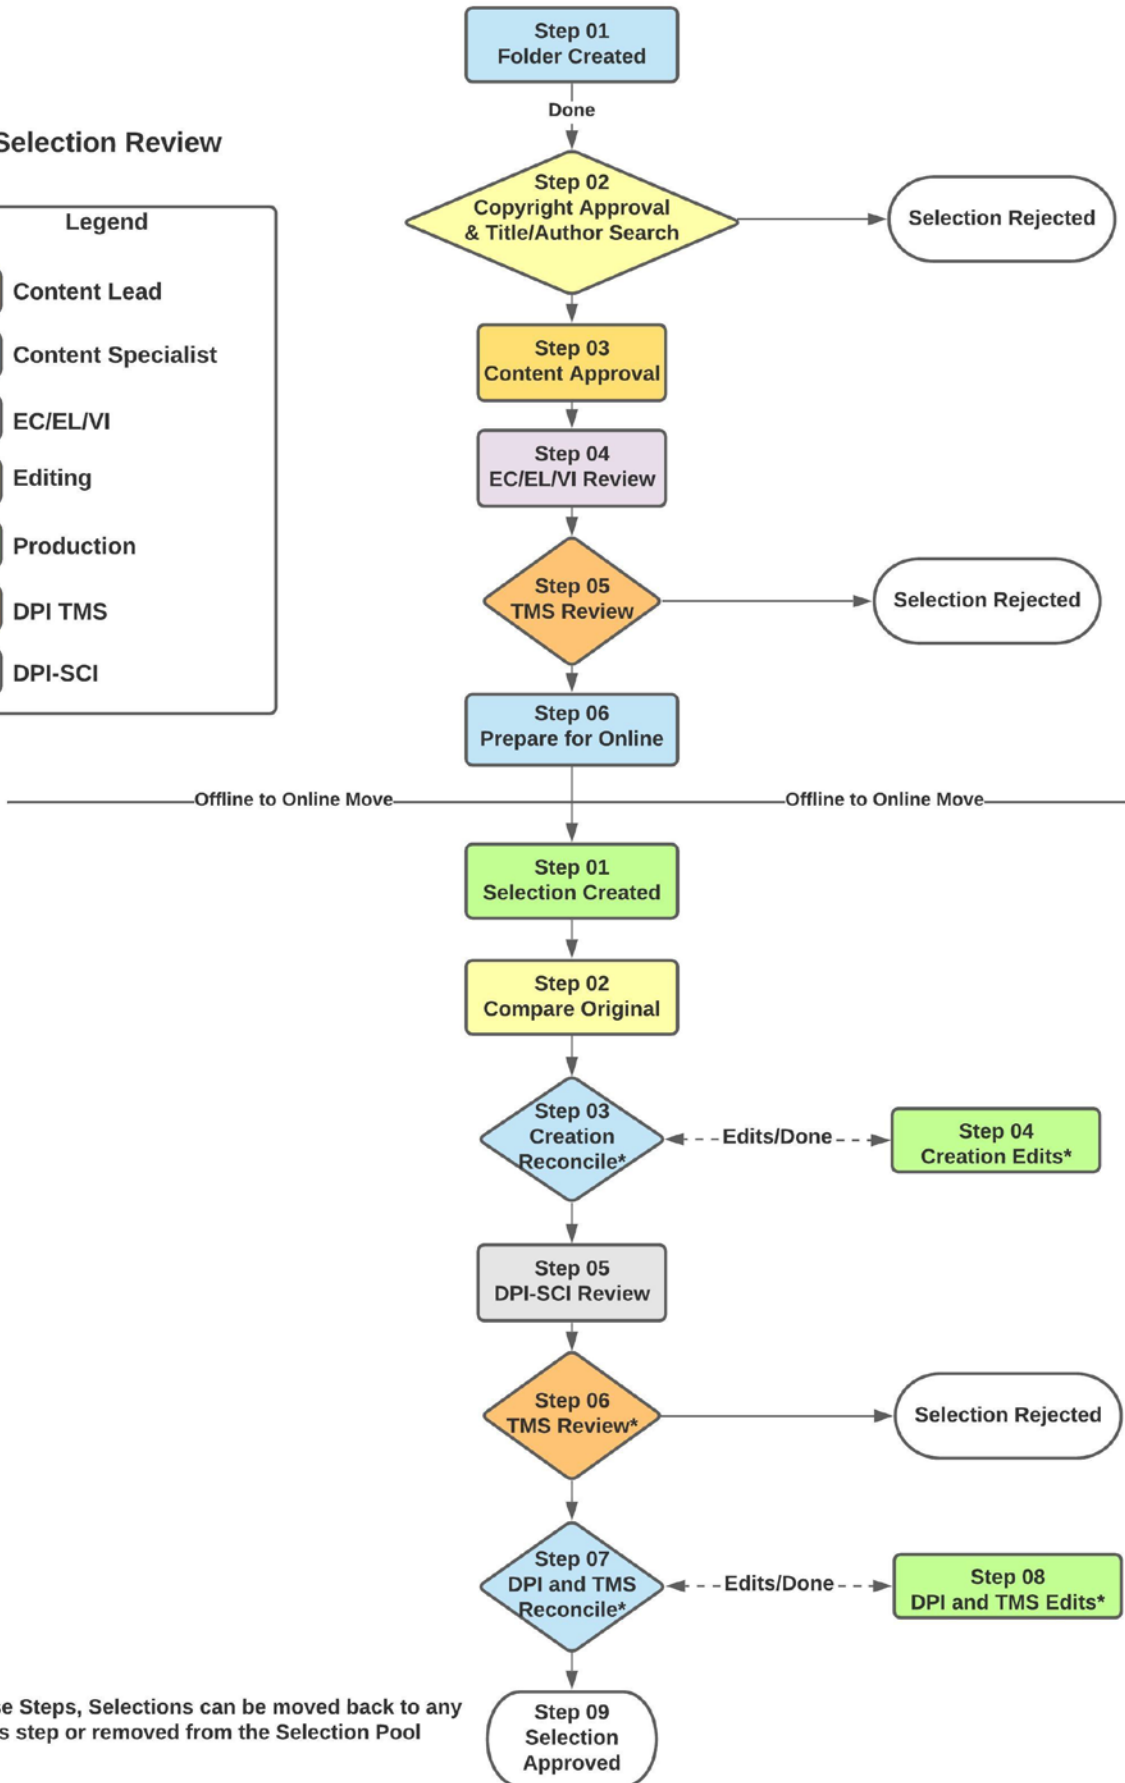 Step 01
Folder Created
Done
Selection Review
Step 02
Copyright Approval
& Title/Author Search
Selection Rejected
Legend
Content Lead
Content Specialist
EC/EL/VI
Editing
Production
DPI TMS
DPI-SCI
Step 03
Content Approval
Step 04
EC/EL/VI Review
Step 05
TMS Review
Selection Rejected
Step 06
Prepare for Online
Offline to Online Move
Offline to Online Move
Step 01
Selection Created
Step 02
Compare Original
Step 03
Creation
Reconcile*
Edits/Done
Step 04
Creation Edits*
Step 05
DPI-SCI Review
Step 06
TMS Review*
Selection Rejected
Step 07
DPI and TMS
Reconcile*
Edits/Done
Step 08
DPI and TMS Edits*
Steps, Selections can be moved back to any
step or removed from the Selection Pool
Step 09
Selection
Approved